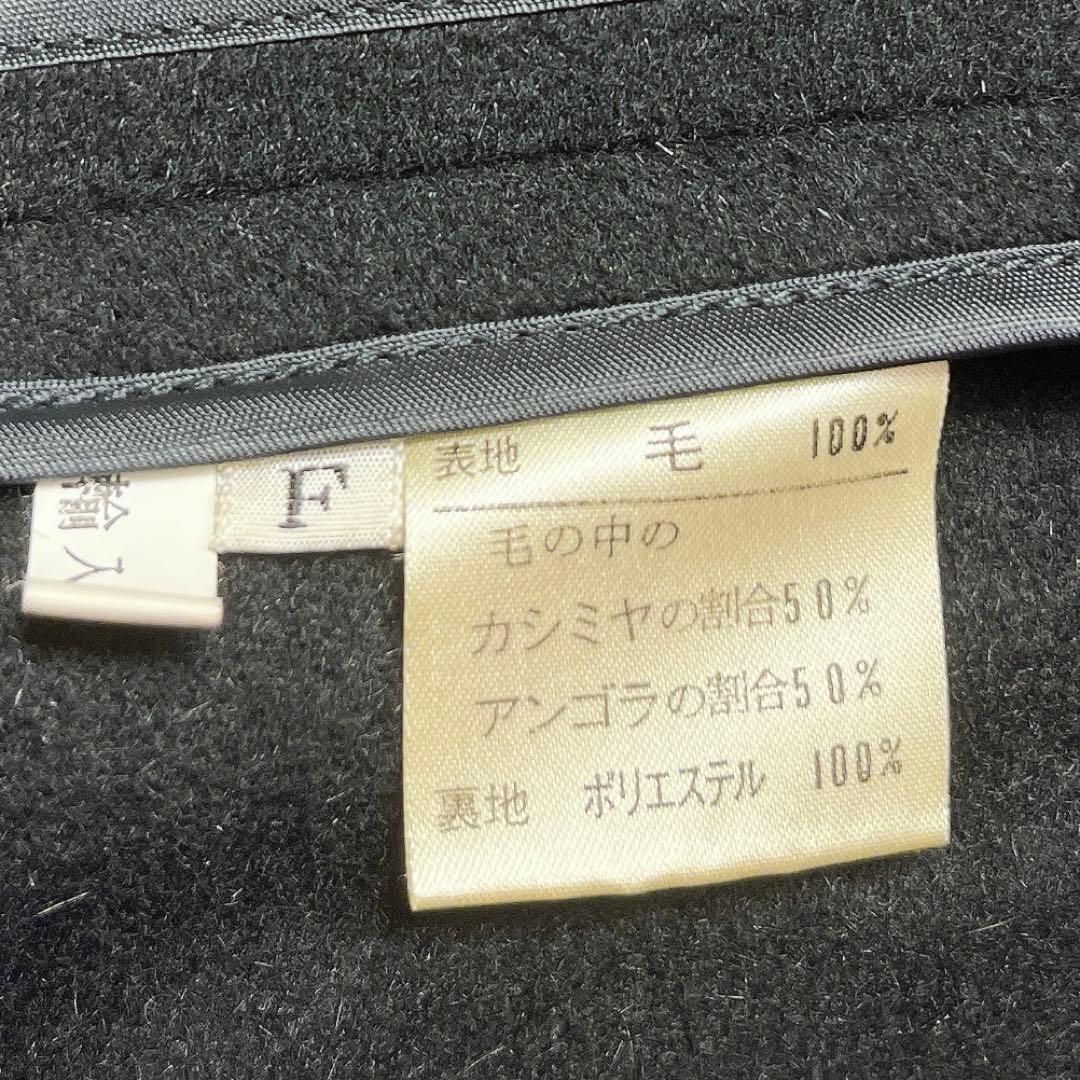 表地 毛 100%
毛の中の
カシミヤの割合50%
アンゴラの割合50%
裏地 ポリエステル 100%
F
輸入